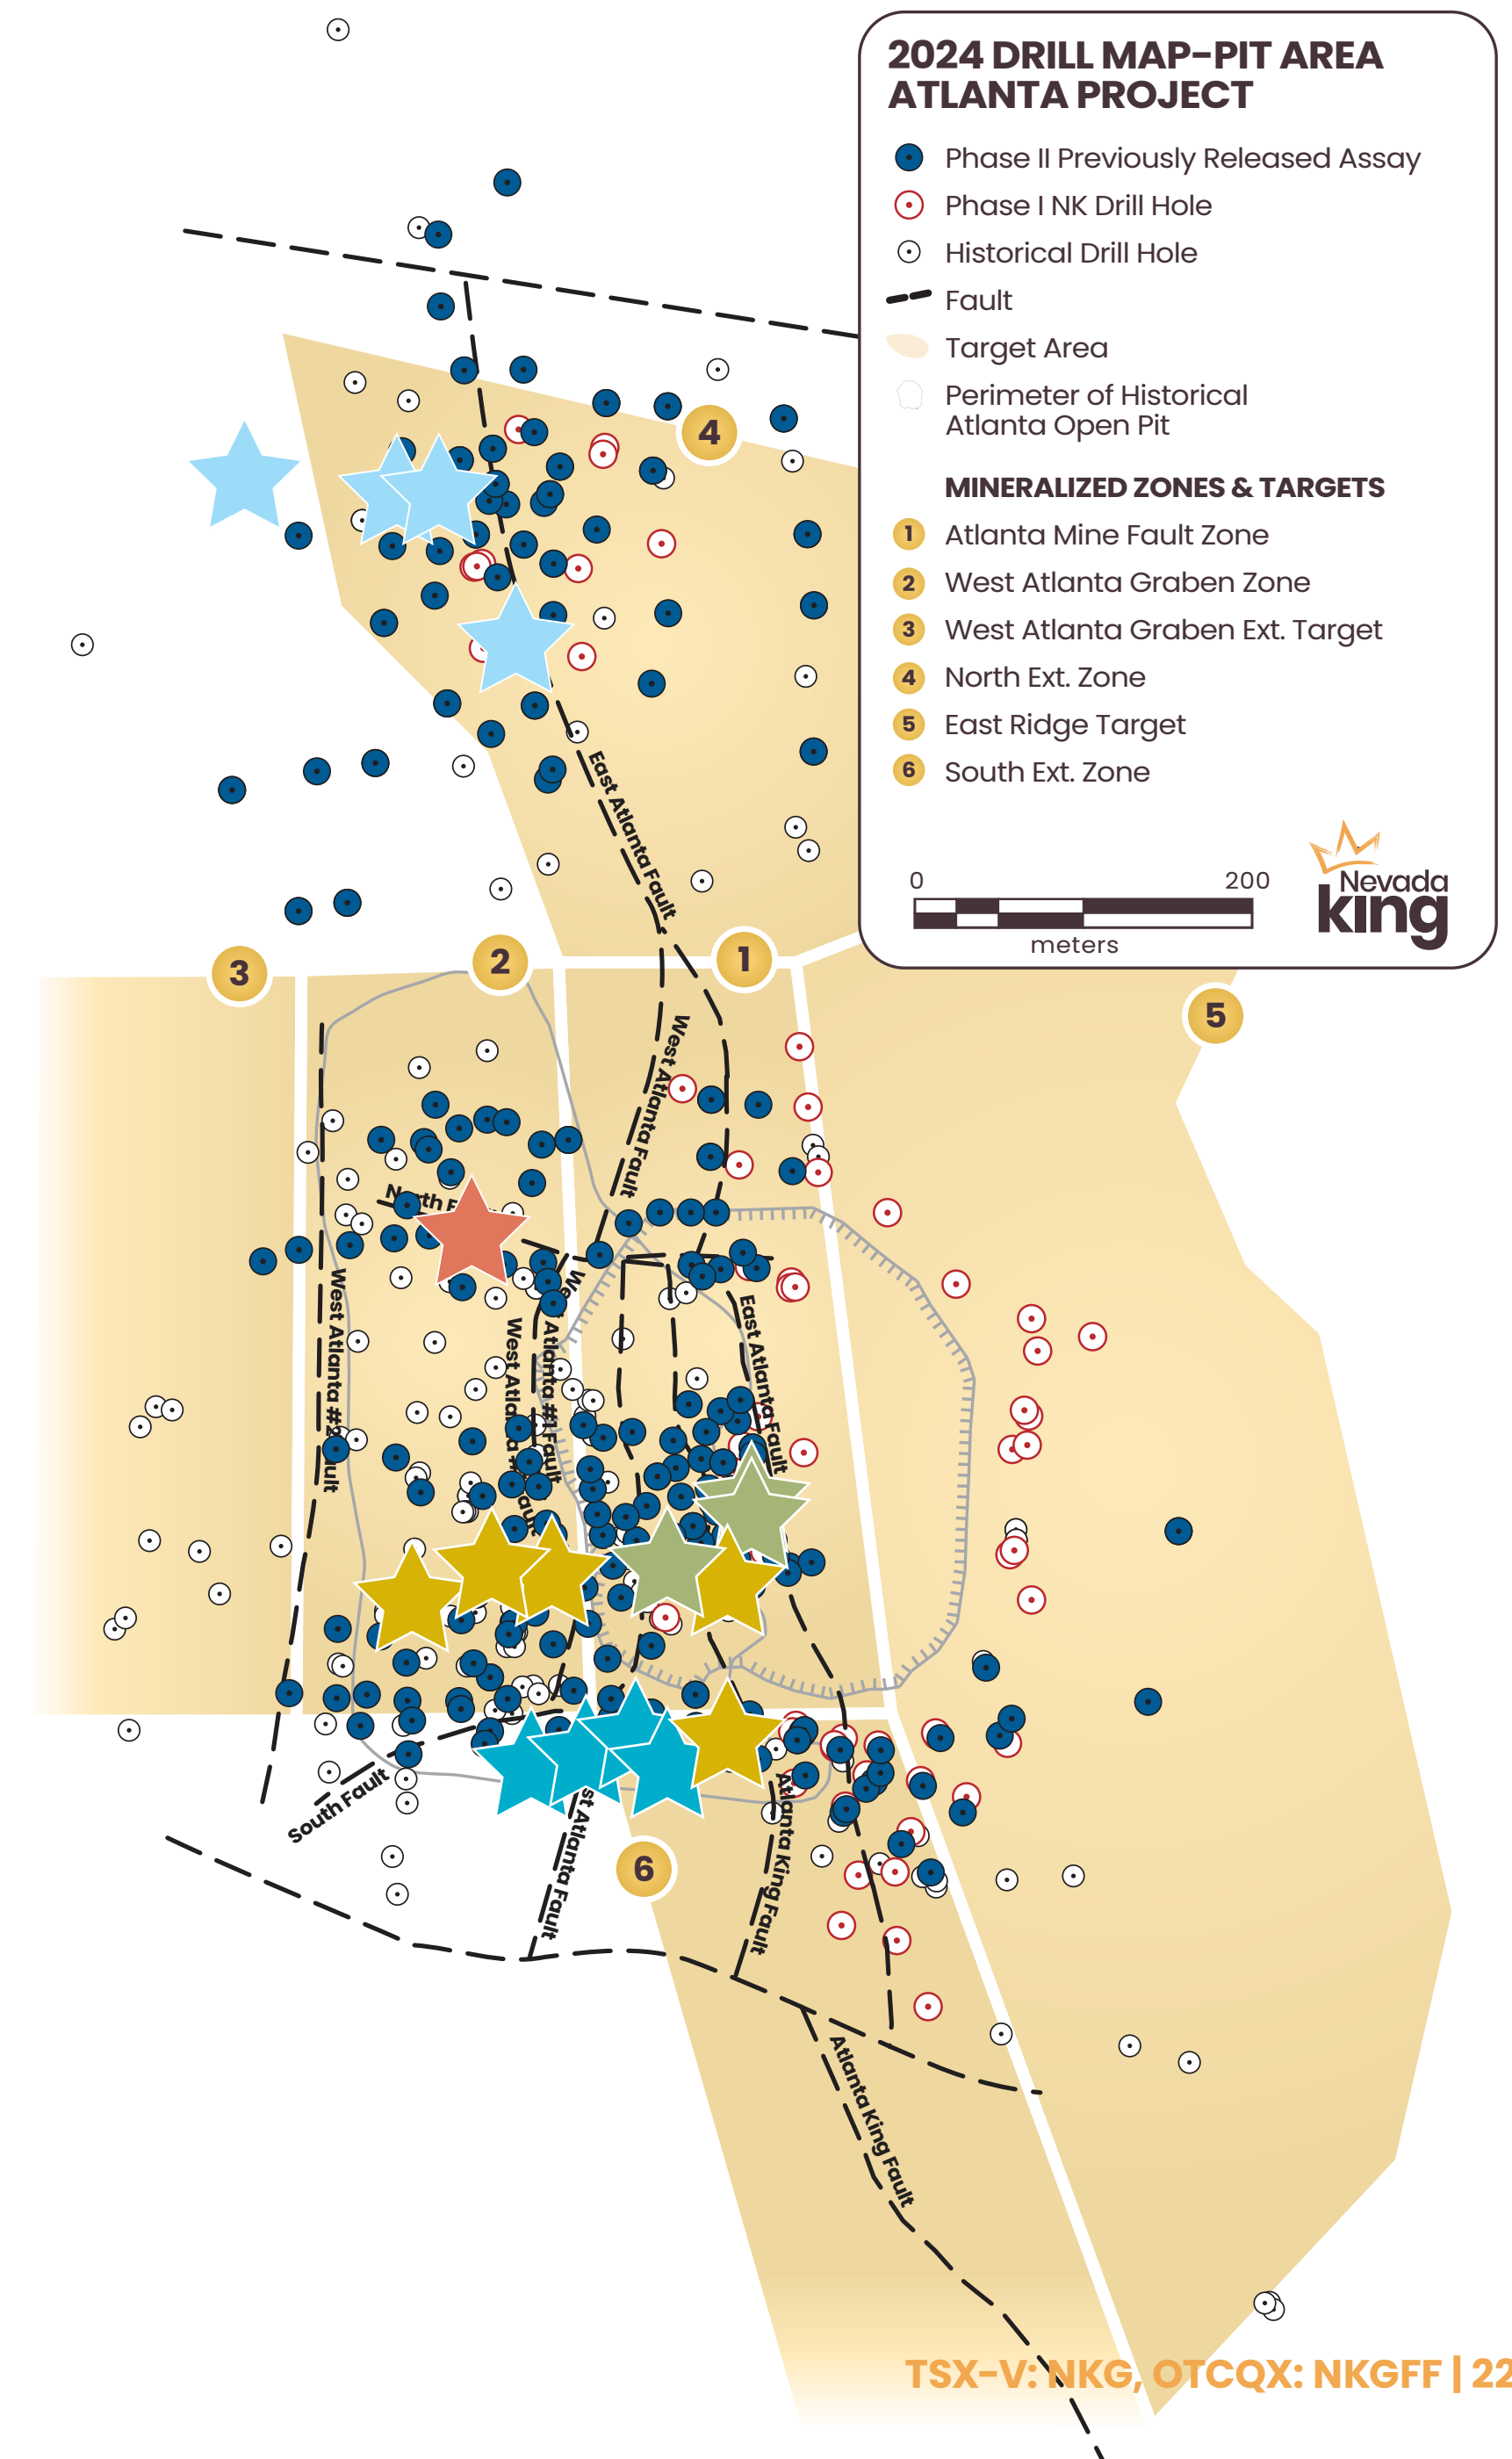 2024 DRILL MAP-PIT AREA
ATLANTA PROJECT
Phase II Previously Released Assay
Phase I NK Drill Hole
Historical Drill Hole
Fault
Target Area
Perimeter of Historical
Atlanta Open Pit
MINERALIZED ZONES & TARGETS
1 Atlanta Mine Fault Zone
2 West Atlanta Graben Zone
3 West Atlanta Graben Ext. Target
4 North Ext. Zone
5 East Ridge Target
6 South Ext. Zone
0 200
meters
Nevada
king
4
East Atlanta Fault
3
2
1
5
West Atlanta Fault
North
West Atlanta #2
East Atlanta Fault
Atlanta #1 Fault
South Fault
Atlanta Fault
Atlanta King Fault
6
Atlanta King Fault
TSX-V: NKG, OTCQX: NKGFF | 22